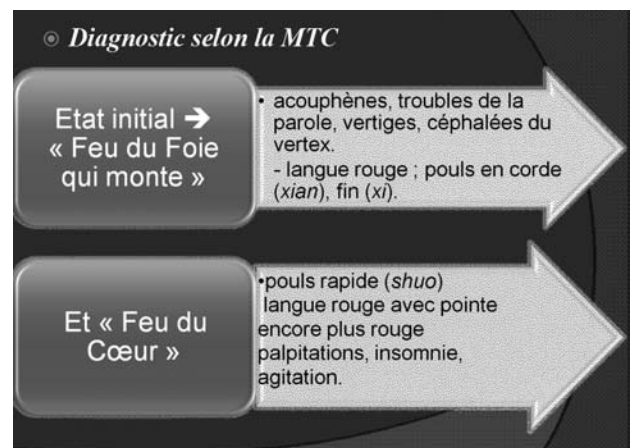 Diagnostic selon la MTC
Etat initial ➔
« Feu du Foie
qui monte »
• acouphènes, troubles de la
parole, vertiges, céphalées du
vertex.
- langue rouge ; pouls en corde
(xian), fin (xi).
Et « Feu du
Cœur »
•pouls rapide (shuo)
langue rouge avec pointe
encore plus rouge
palpitations, insomnie,
agitation.